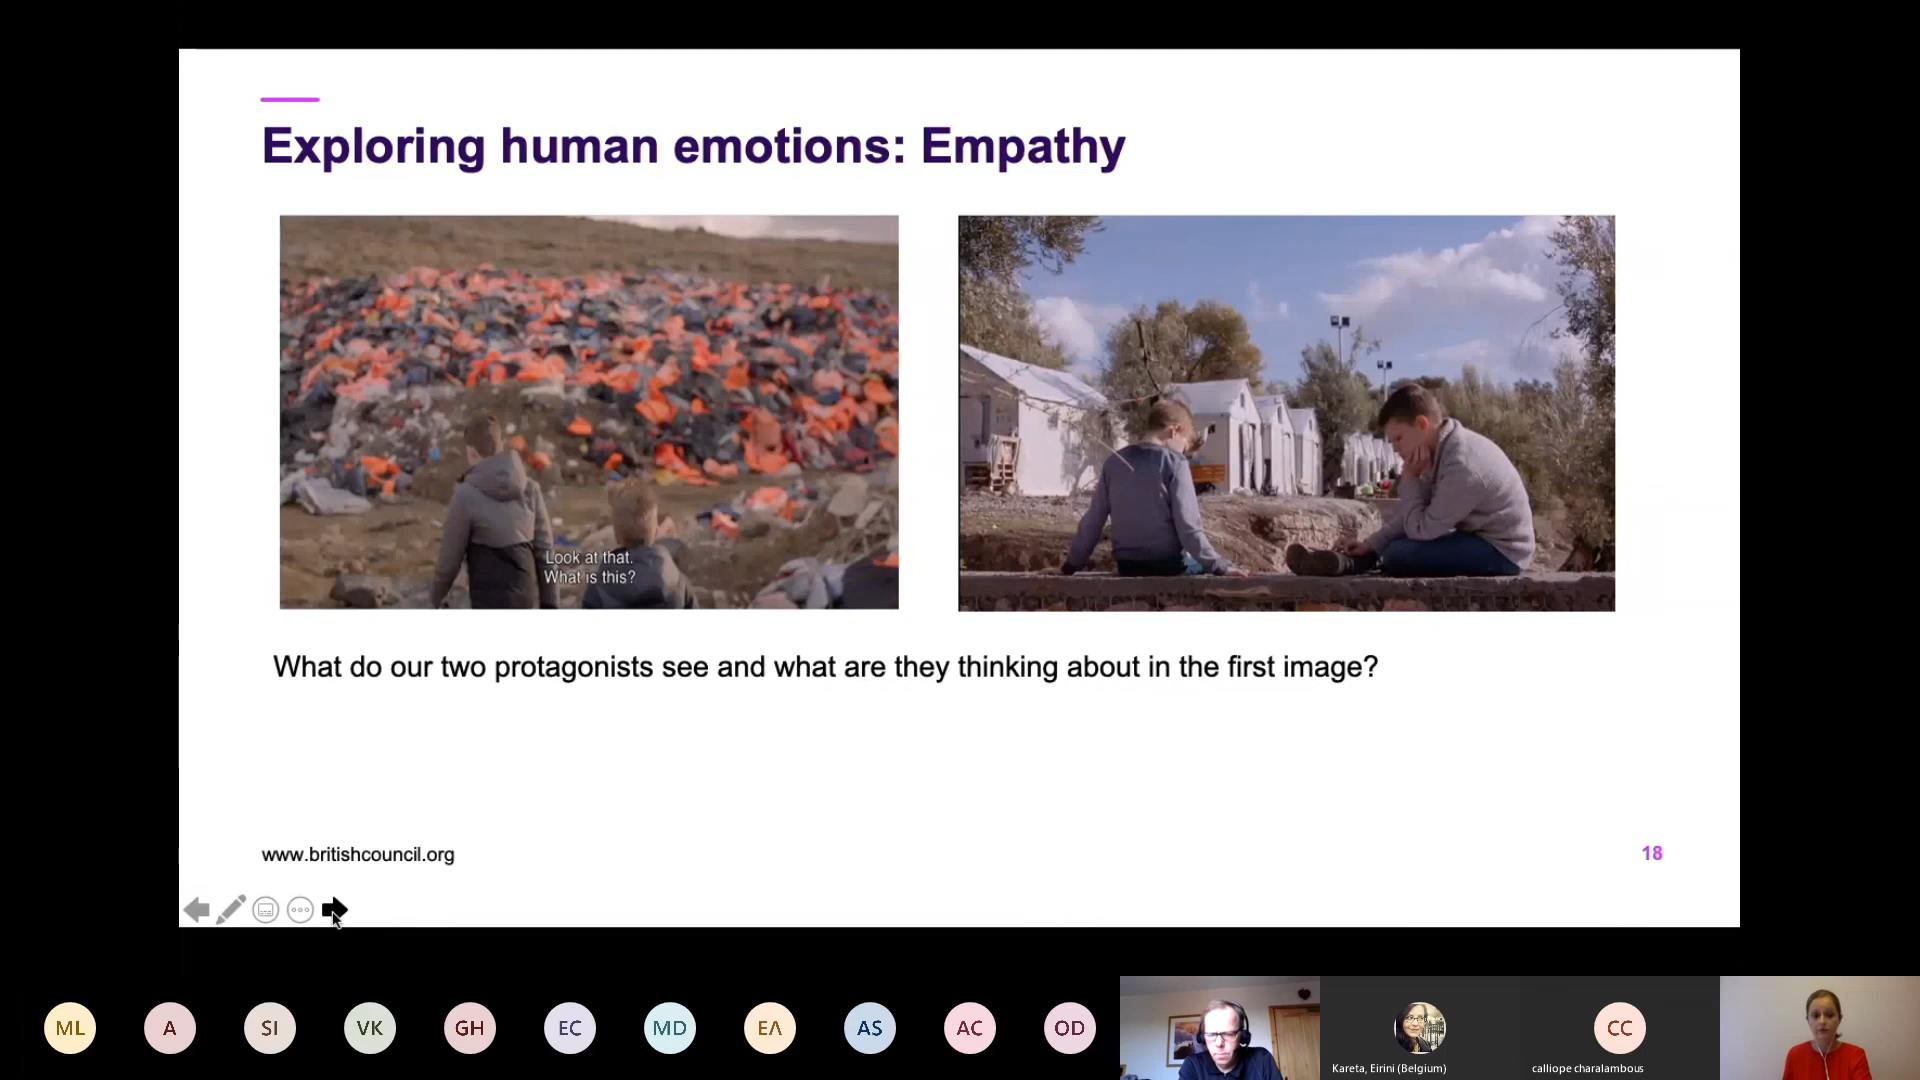 Exploring human emotions: Empathy
Look at that.
What is this?
What do our two protagonists see and what are they thinking about in the first image?
www.britishcouncil.org
18
ML
A
SI
VK
GH
EC
MD
ΕΛ
AS
AC
OD
Kareta, Eirini (Belgium)
CC
calliope charalambous